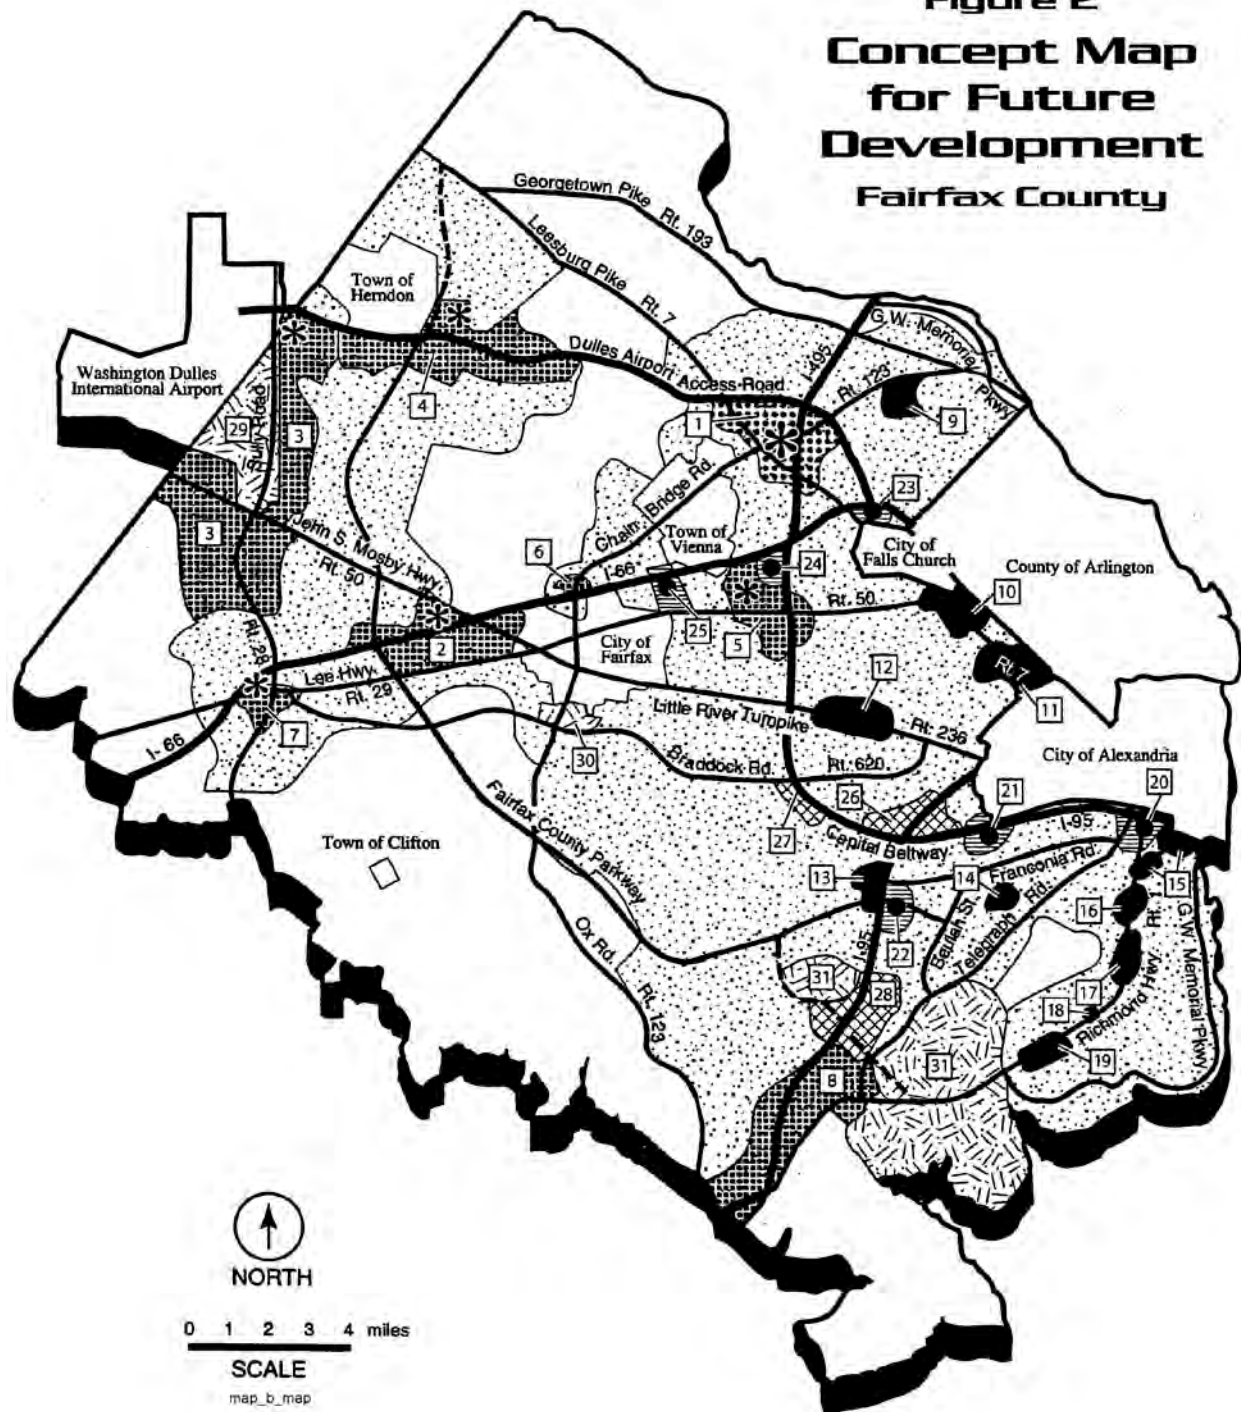 Figure 2
Concept Map
for Future
Development
Fairfax County
Georgetown Pike Rt. 193
Leesburg Pike Rt. 7
Town of
Herndon
G.W. Memorial Pkwy
Dulles Airport Access Road
I-495
Rt. 123
Washington Dulles
International Airport
29
3
4
1
9
3
John S. Mosby Hwy.
Rt. 50
Chain Bridge Rd.
Town of
Vienna
23
6
I-66
24
City of
Falls Church
County of Arlington
10
Rt. 28
2
City of
Fairfax
25
5
Rt. 50
12
Rt. 7
11
Lee Hwy.
Rt. 29
Little River Turnpike
Rt. 236
I-66
7
30
Braddock Rd.
Rt. 620
City of Alexandria
26
21
20
27
Capital Beltway
I-95
Town of Clifton
Fairfax County Parkway
13
14
Franconia Rd.
15
16
Rt. 1
G.W. Memorial Pkwy
Ox Rd.
Rt. 123
I-95
22
Beulah St.
Telegraph Rd.
31
28
17
18
Richmond Hwy.
19
31
8
NORTH
0 1 2 3 4 miles
SCALE
map_b_map